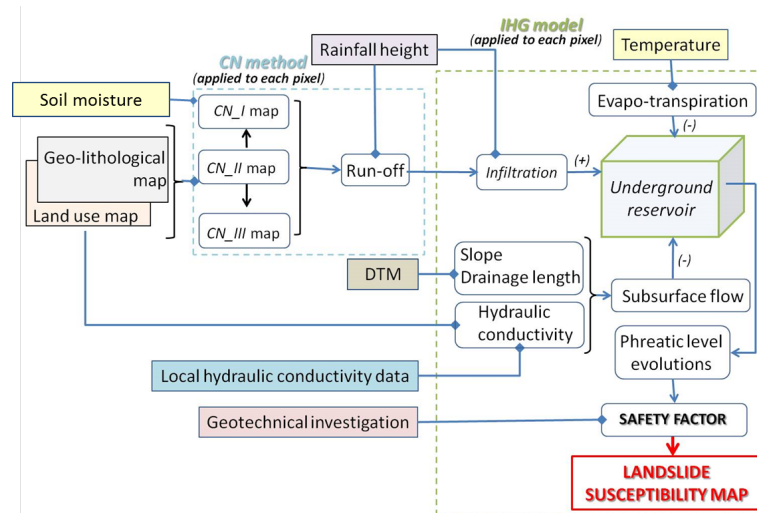 IHG model
(applied to each pixel)
CN method
(applied to each pixel)
Rainfall height
Temperature
Soil moisture
CN_I map
Evapo-transpiration
(-)
Geo-lithological
map
Land use map
CN_II map
Run-off
Infiltration
(+)
Underground
reservoir
CN_III map
(-)
DTM
Slope
Drainage length
Subsurface flow
Hydraulic
conductivity
Phreatic level
evolutions
Local hydraulic conductivity data
Geotechnical investigation
SAFETY FACTOR
LANDSLIDE
SUSCEPTIBILITY MAP